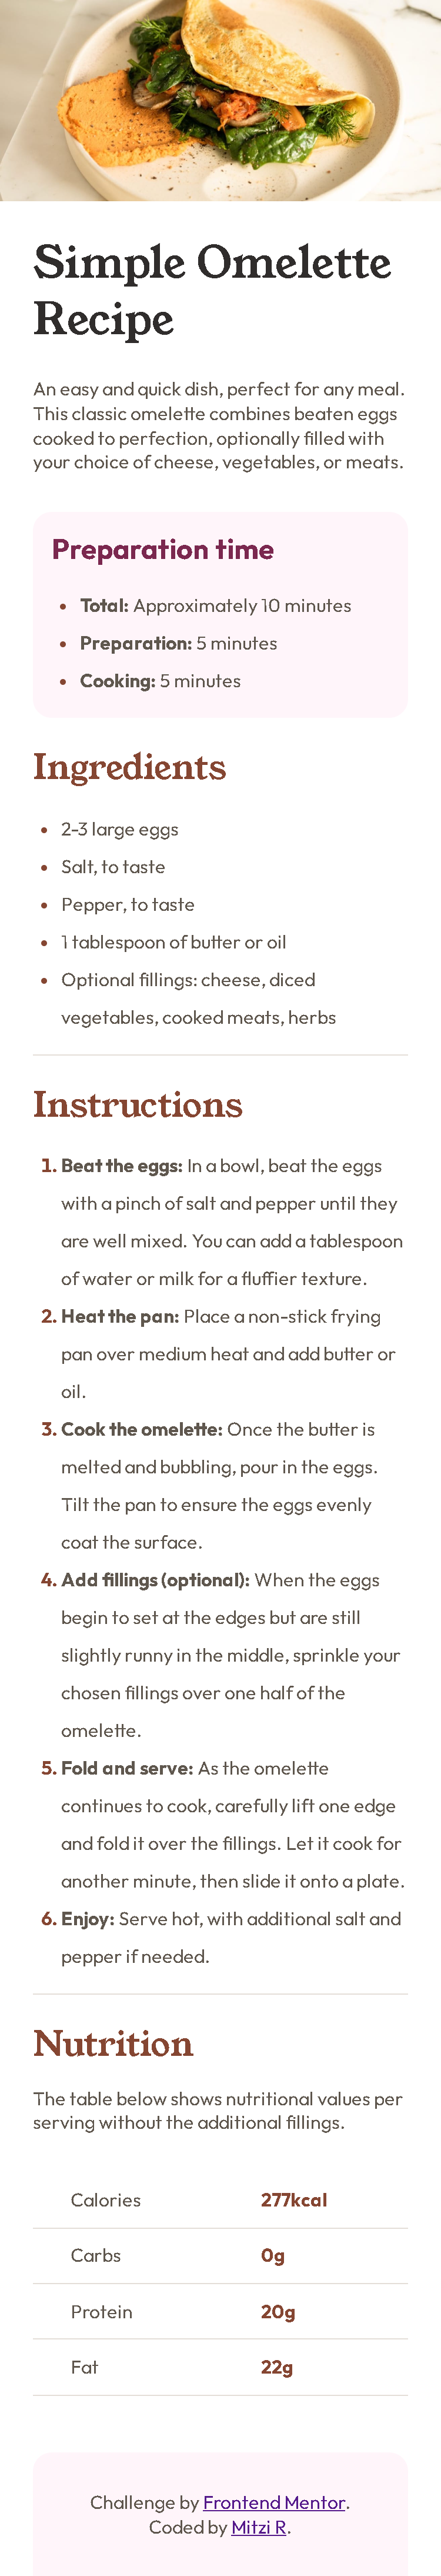 Simple Omelette
Recipe
An easy and quick dish, perfect for any meal.
This classic omelette combines beaten eggs
cooked to perfection, optionally filled with
your choice of cheese, vegetables, or meats.
Preparation time
• Total: Approximately 10 minutes
• Preparation: 5 minutes
• Cooking: 5 minutes
Ingredients
• 2-3 large eggs
• Salt, to taste
• Pepper, to taste
• 1 tablespoon of butter or oil
• Optional fillings: cheese, diced
vegetables, cooked meats, herbs
Instructions
1. Beat the eggs: In a bowl, beat the eggs
with a pinch of salt and pepper until they
are well mixed. You can add a tablespoon
of water or milk for a fluffier texture.
2. Heat the pan: Place a non-stick frying
pan over medium heat and add butter or
oil.
3. Cook the omelette: Once the butter is
melted and bubbling, pour in the eggs.
Tilt the pan to ensure the eggs evenly
coat the surface.
4. Add fillings (optional): When the eggs
begin to set at the edges but are still
slightly runny in the middle, sprinkle your
chosen fillings over one half of the
omelette.
5. Fold and serve: As the omelette
continues to cook, carefully lift one edge
and fold it over the fillings. Let it cook for
another minute, then slide it onto a plate.
6. Enjoy: Serve hot, with additional salt and
pepper if needed.
Nutrition
The table below shows nutritional values per
serving without the additional fillings.
Calories 277kcal
Carbs 0g
Protein 20g
Fat 22g
Challenge by Frontend Mentor.
Coded by Mitzi R.